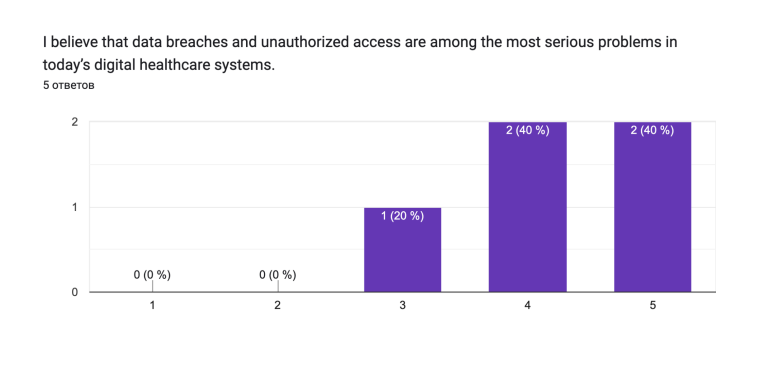 I believe that data breaches and unauthorized access are among the most serious problems in
today's digital healthcare systems.
5 ответов
2
1
0
0 (0 %)
0 (0 %)
1 (20 %)
2 (40 %)
2 (40 %)
1
2
3
4
5